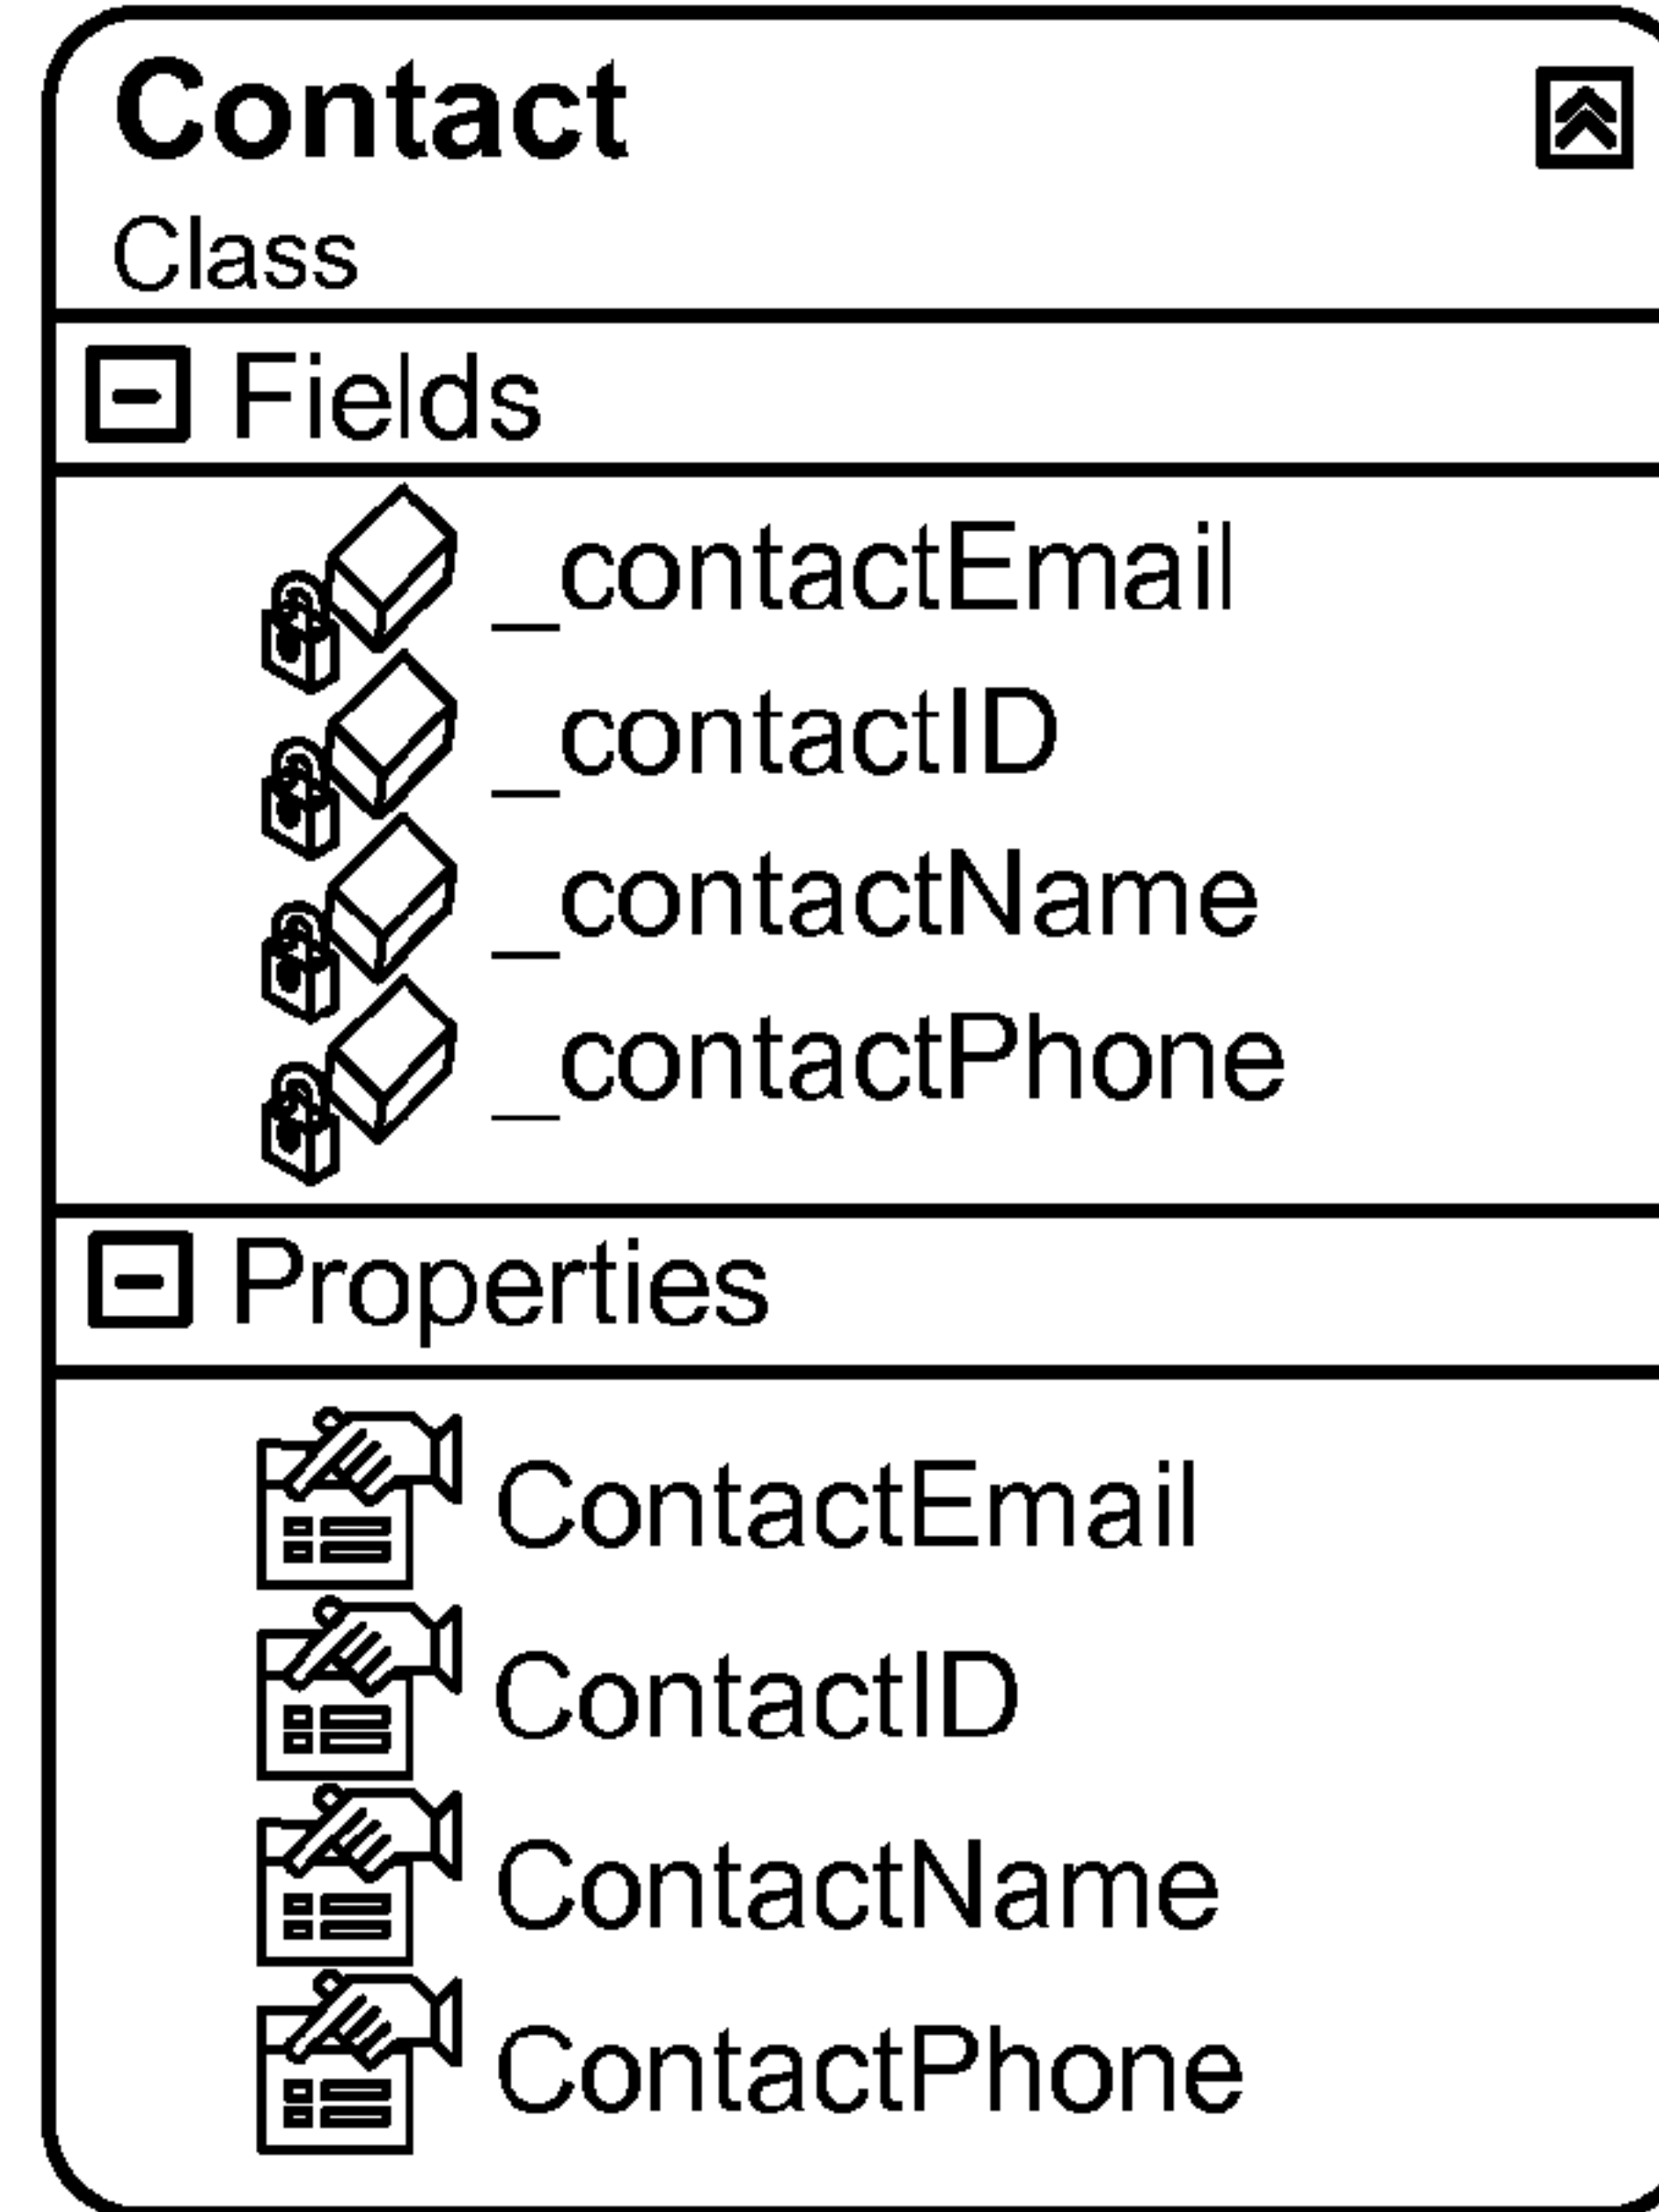 Contact
Class
Fields
_contactEmail
_contactID
_contactName
_contactPhone
Properties
ContactEmail
ContactID
ContactName
ContactPhone